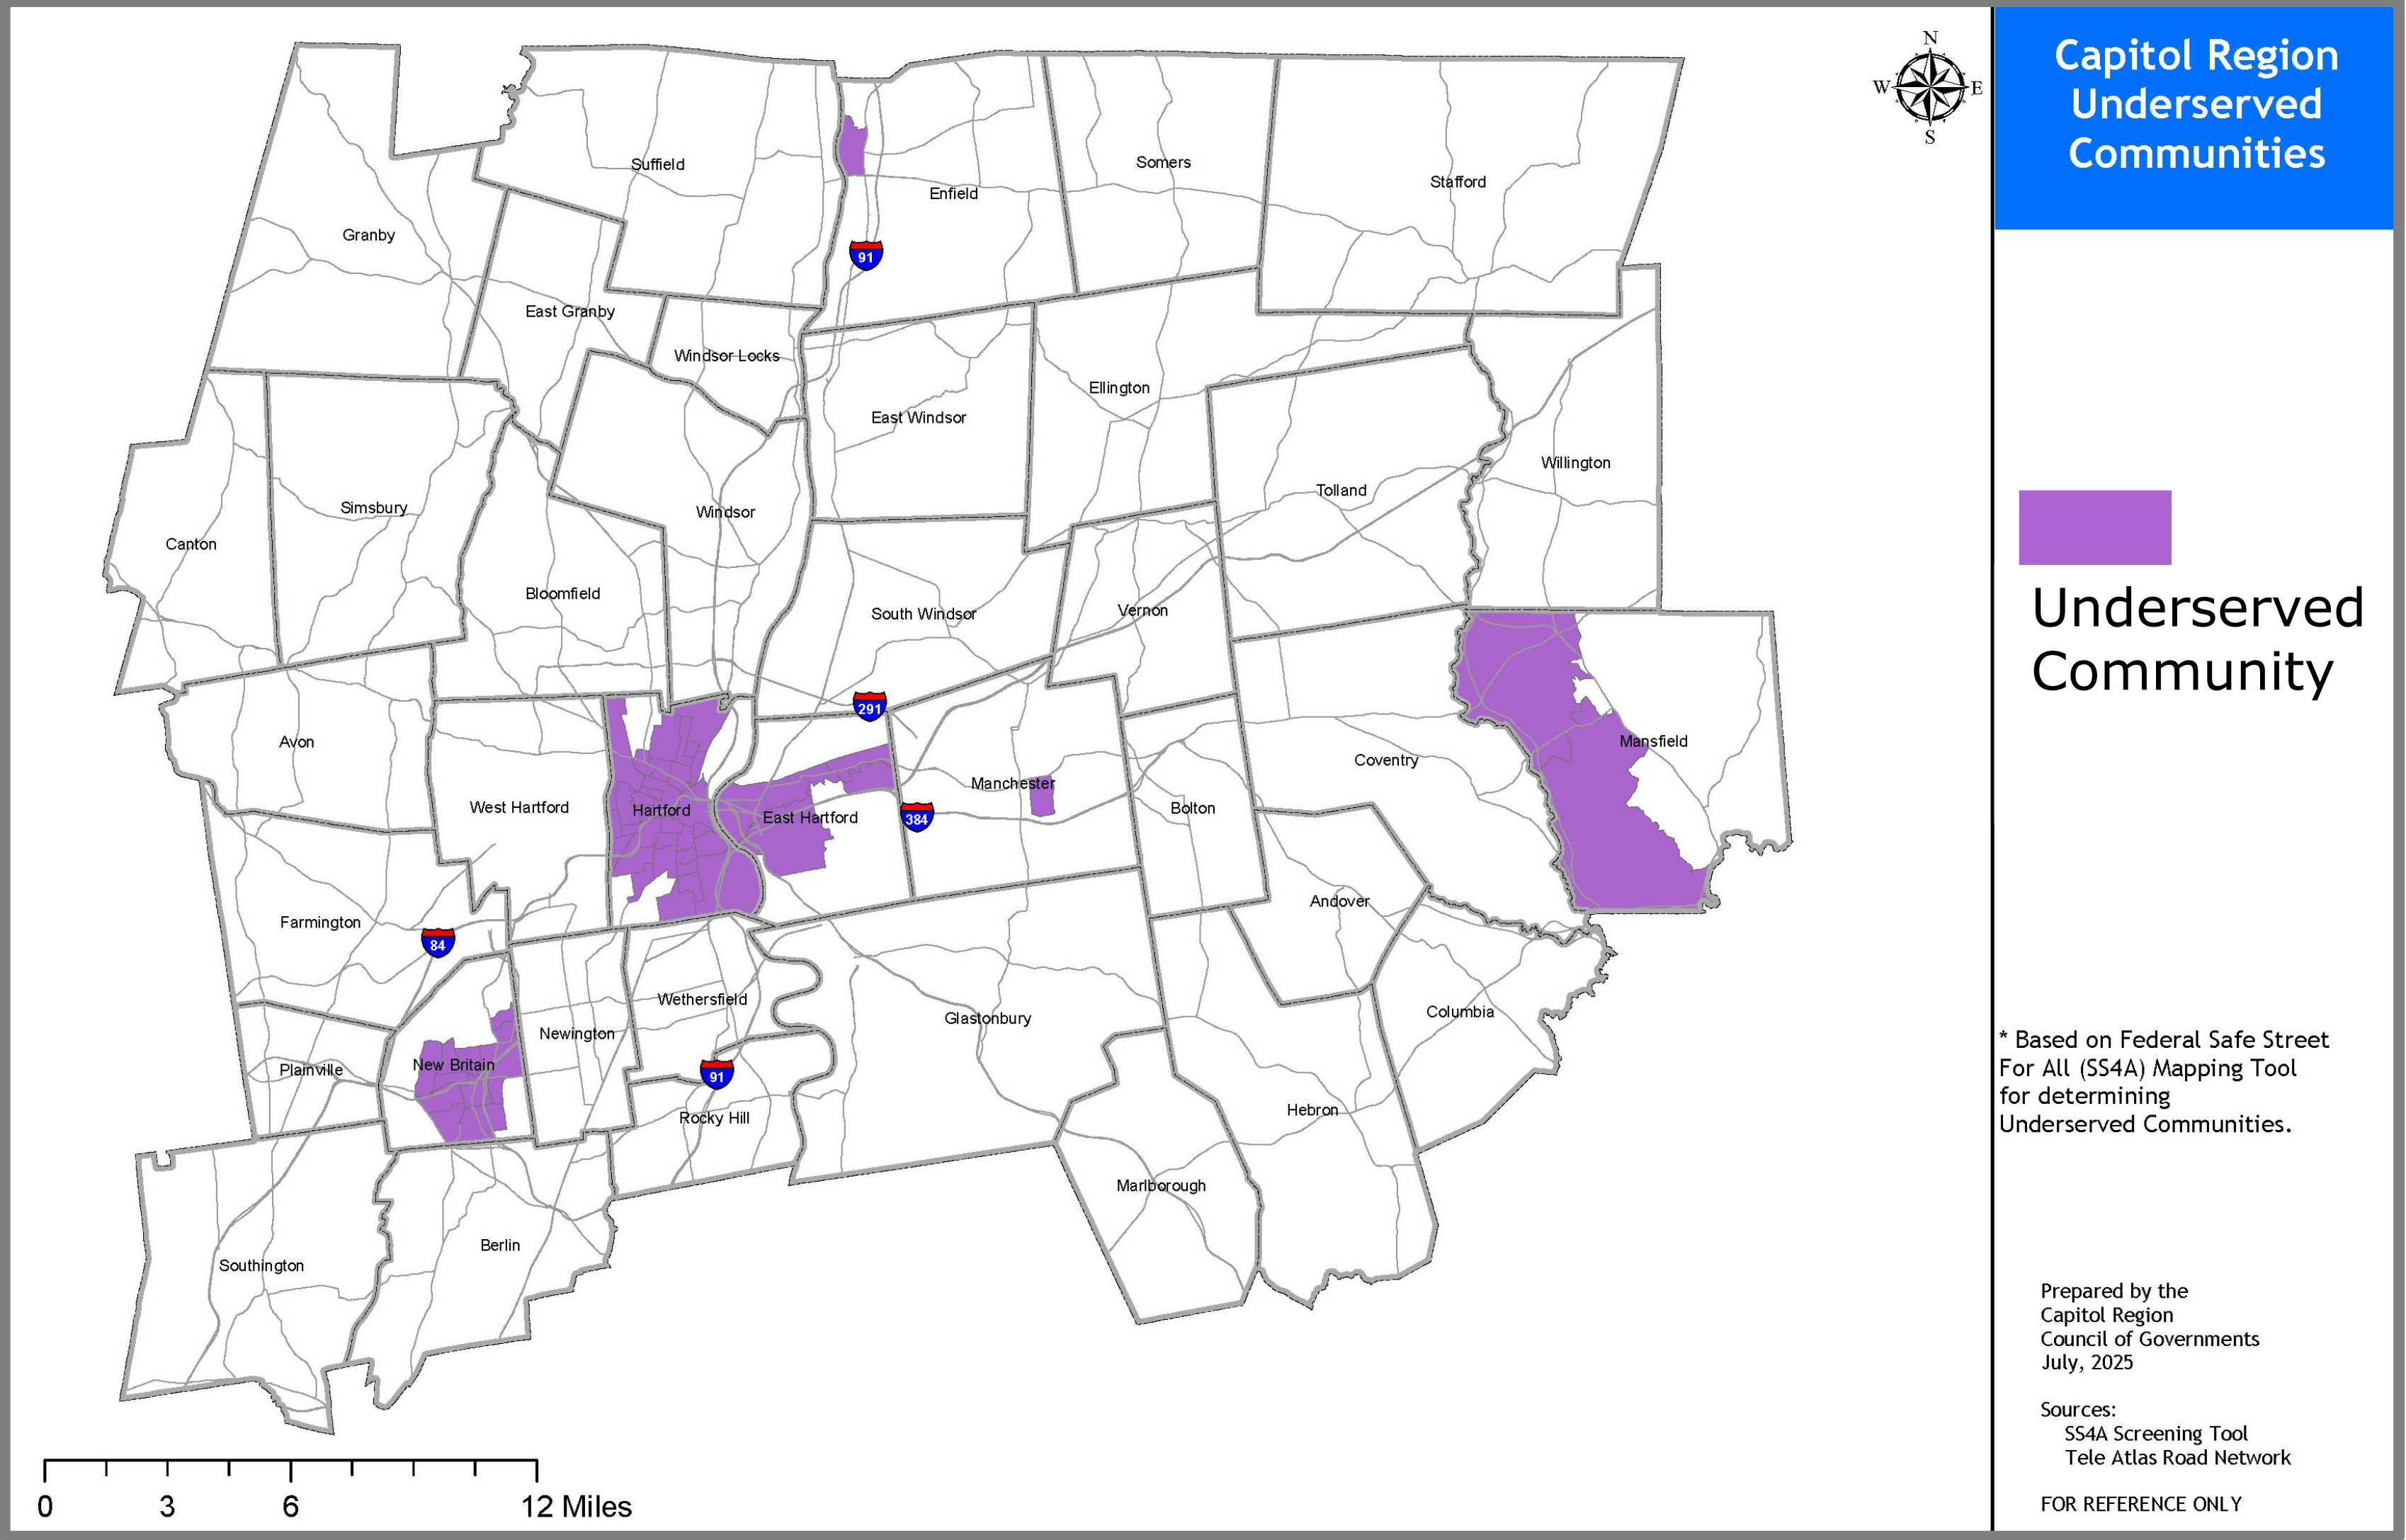 N
W
E
S
Capitol Region
Underserved
Communities
Suffield
Enfield
Somers
Stafford
Granby
91
East Granby
Windsor Locks
Ellington
East Windsor
Willington
Tolland
Simsbury
Windsor
Canton
Bloomfield
South Windsor
Vernon
291
Avon
Mansfield
Coventry
Manchester
West Hartford
Hartford
East Hartford
384
Bolton
Andover
Farmington
84
Wethersfield
Columbia
Glastonbury
Newington
New Britain
Plainville
91
Rocky Hill
Hebron
Marlborough
Berlin
Southington
0 3 6 12 Miles
Underserved
Community
* Based on Federal Safe Street
For All (SS4A) Mapping Tool
for determining
Underserved Communities.
Prepared by the
Capitol Region
Council of Governments
July, 2025
Sources:
SS4A Screening Tool
Tele Atlas Road Network
FOR REFERENCE ONLY